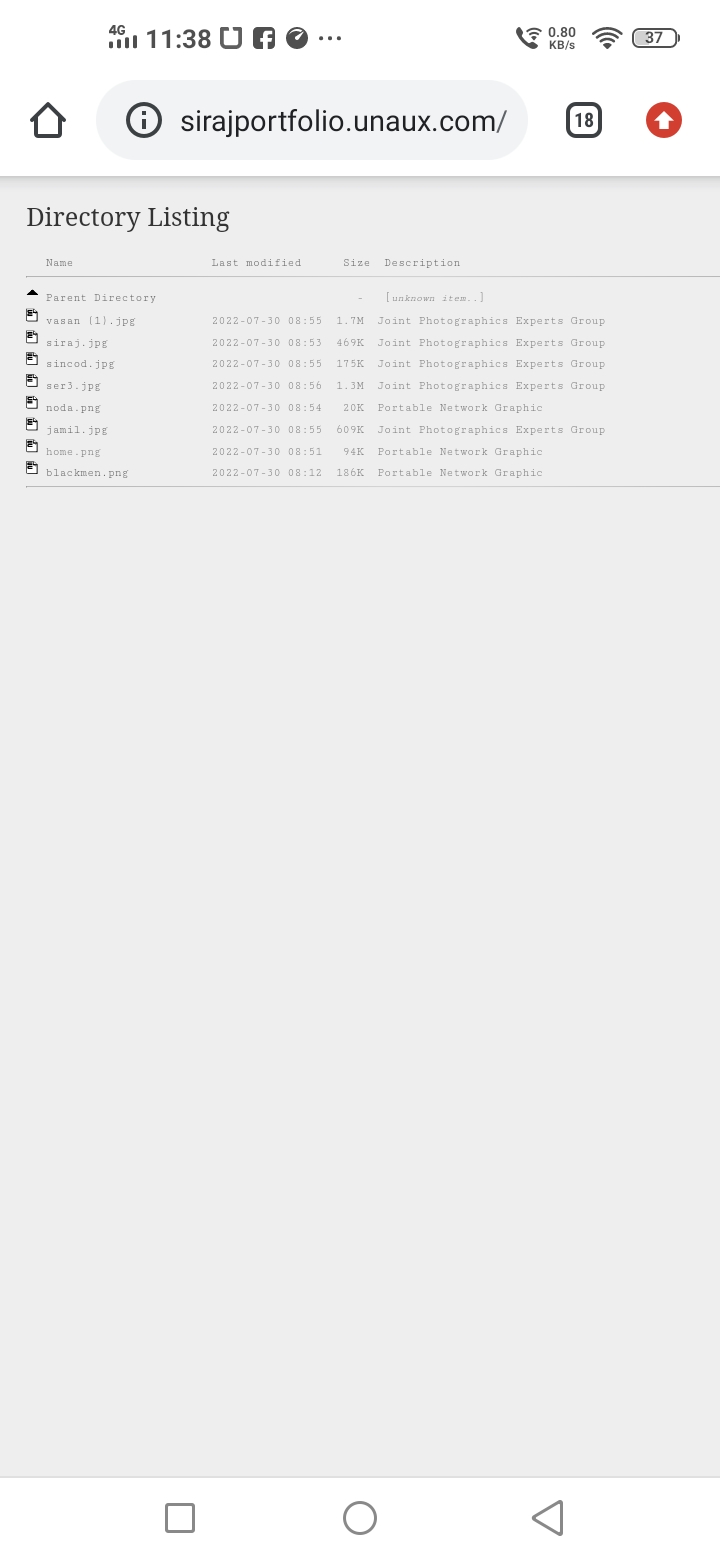 4G 11:38 0.80 KB/s 37
sirajportfolio.unaux.com/ 18
Directory Listing
Name Last modified Size Description
Parent Directory - [unknown item..]
vasan (1).jpg 2022-07-30 08:55 1.7M Joint Photographics Experts Group
siraj.jpg 2022-07-30 08:53 469K Joint Photographics Experts Group
sincod.jpg 2022-07-30 08:55 175K Joint Photographics Experts Group
ser3.jpg 2022-07-30 08:56 1.3M Joint Photographics Experts Group
noda.png 2022-07-30 08:54 20K Portable Network Graphic
jamil.jpg 2022-07-30 08:55 609K Joint Photographics Experts Group
home.png 2022-07-30 08:51 94K Portable Network Graphic
blackmen.png 2022-07-30 08:12 186K Portable Network Graphic